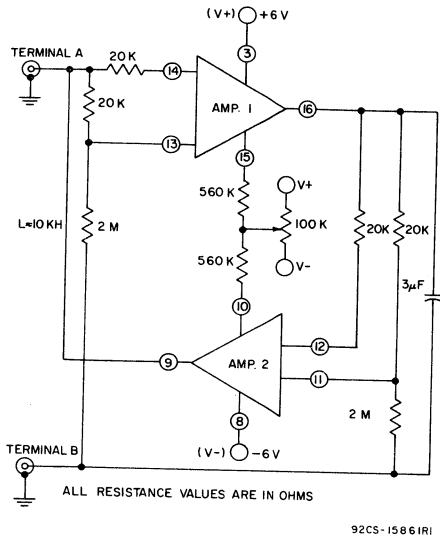 (V+) +6V
TERMINAL A
3
20K
14
AMP. 1
16
20K
13
15
V+
560K
L≈10KH
2M
100K
20K
20K
3µF
560K
V-
10
12
9
AMP. 2
11
8
2M
TERMINAL B
(V-) -6V
ALL RESISTANCE VALUES ARE IN OHMS
92CS-15861R1